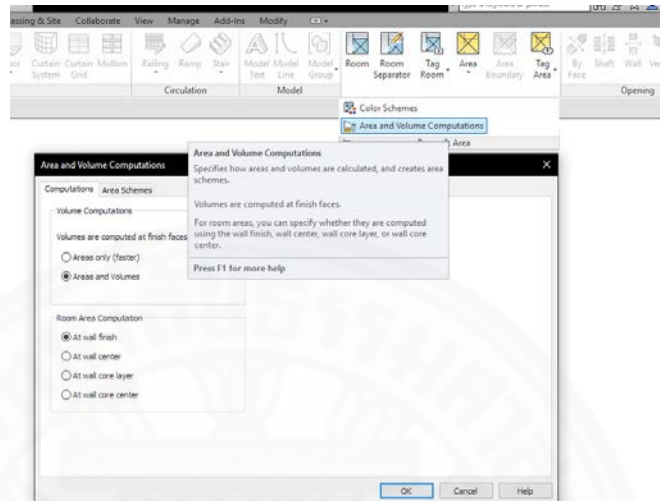 Collaborate View Manage Add-Ins Modify
Curtain System
Curtain Grid
Mullion
Railing
Ramp
Stair
Model Text
Model Line
Model Group
Room
Room Separator
Tag Room
Area
Area Boundary
Tag Area
By Face
Shaft
Wall
Circulation
Model
Opening
Color Schemes
Area and Volume Computations
Area
Area and Volume Computations
Specifies how areas and volumes are calculated, and creates area
schemes.
Volumes are computed at finish faces.
For room areas, you can specify whether they are computed
using the wall finish, wall center, wall core layer, or wall core
center.
Press F1 for more help
Area and Volume Computations
Computations Area Schemes
Volume Computations
Volumes are computed at finish faces
Areas only (faster)
Areas and Volumes
Room Area Computation
At wall finish
At wall center
At wall core layer
At wall core center
OK Cancel Help